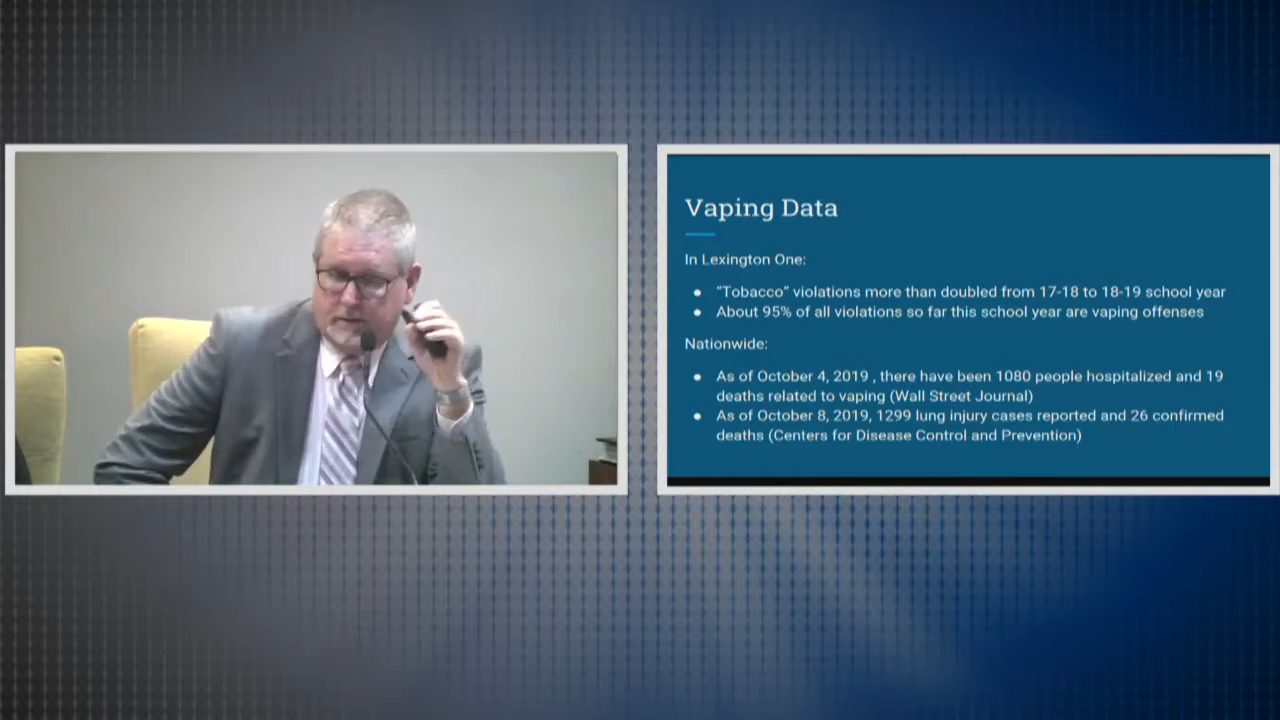 Vaping Data
In Lexington One:
● "Tobacco" violations more than doubled from 17-18 to 18-19 school year
● About 95% of all violations so far this school year are vaping offenses
Nationwide:
● As of October 4, 2019 , there have been 1080 people hospitalized and 19
deaths related to vaping (Wall Street Journal)
● As of October 8, 2019, 1299 lung injury cases reported and 26 confirmed
deaths (Centers for Disease Control and Prevention)